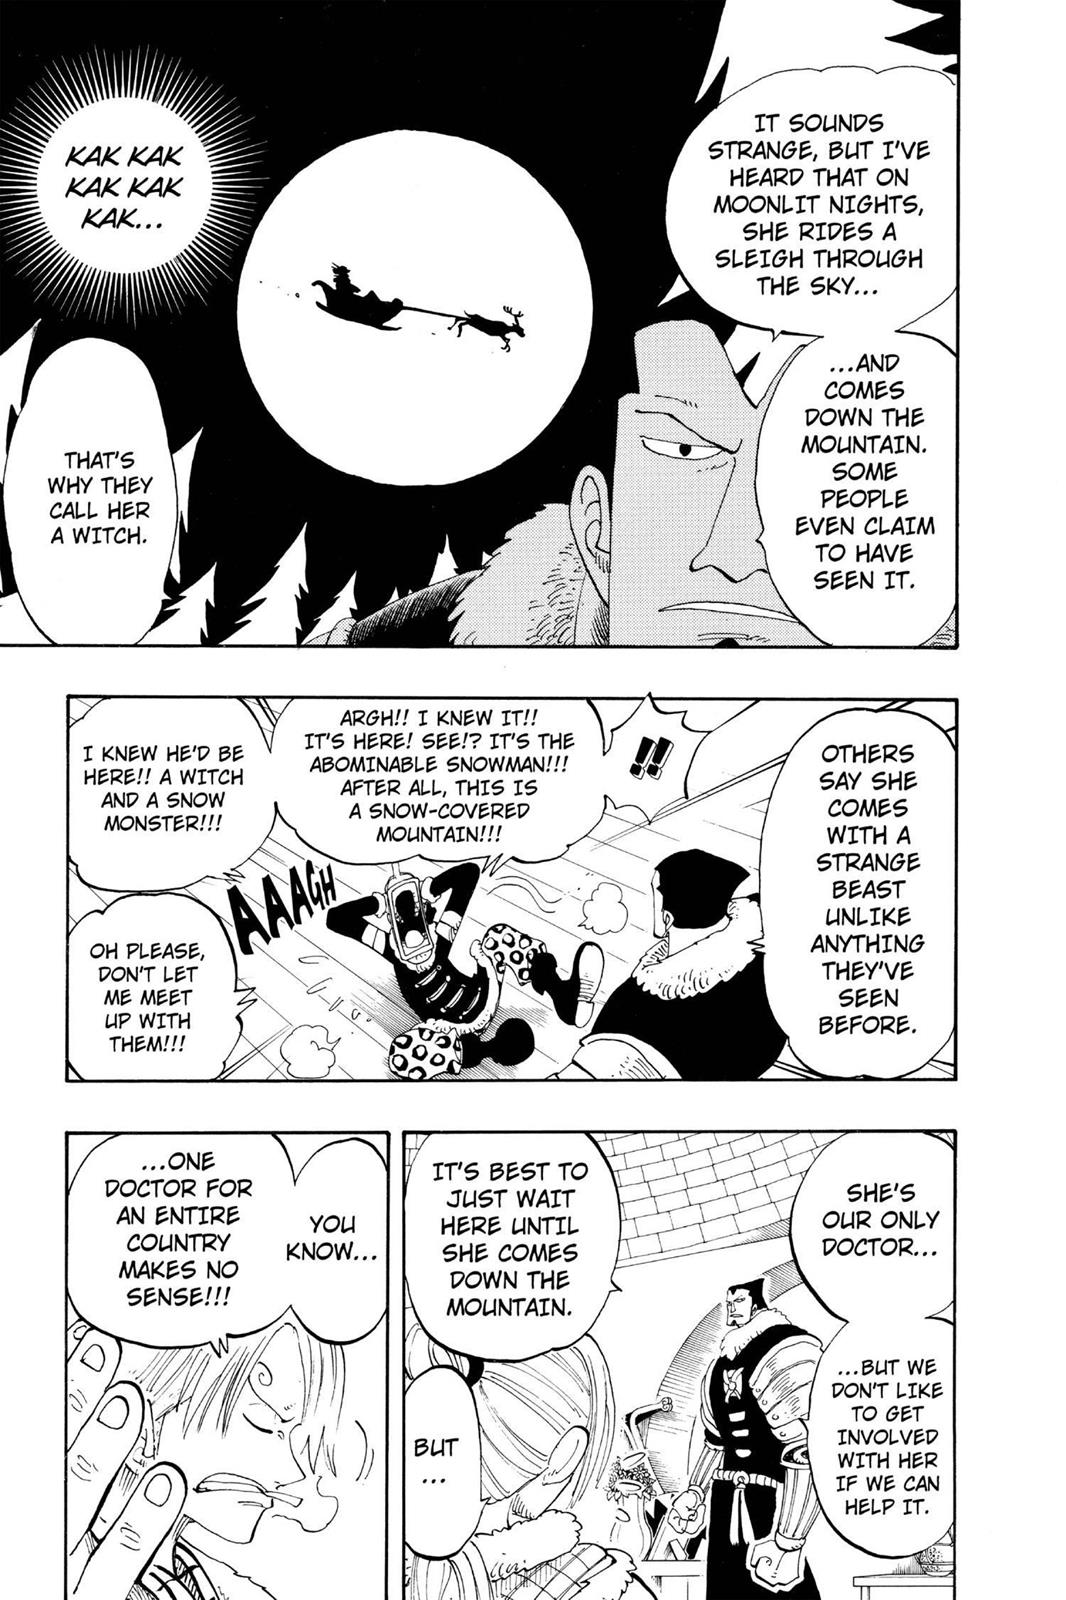 IT SOUNDS
STRANGE, BUT I'VE
HEARD THAT ON
MOONLIT NIGHTS,
SHE RIDES A
SLEIGH THROUGH
THE SKY...
...AND
COMES
DOWN THE
MOUNTAIN.
SOME
PEOPLE
EVEN CLAIM
TO HAVE
SEEN IT.
KAK KAK
KAK KAK
KAK...
THAT'S
WHY THEY
CALL HER
A WITCH.
OTHERS
SAY SHE
COMES
WITH A
STRANGE
BEAST
UNLIKE
ANYTHING
THEY'VE
SEEN
BEFORE.
!!
ARGH!! I KNEW IT!!
IT'S HERE! SEE!? IT'S THE
ABOMINABLE SNOWMAN!!!
AFTER ALL, THIS IS
A SNOW-COVERED
MOUNTAIN!!!
I KNEW HE'D BE
HERE!! A WITCH
AND A SNOW
MONSTER!!!
AAAAGH
OH PLEASE,
DON'T LET
ME MEET
UP WITH
THEM!!!
SHE'S
OUR ONLY
DOCTOR...
...BUT WE
DON'T LIKE
TO GET
INVOLVED
WITH HER
IF WE CAN
HELP IT.
IT'S BEST TO
JUST WAIT
HERE UNTIL
SHE COMES
DOWN THE
MOUNTAIN.
BUT
...
YOU
KNOW...
...ONE
DOCTOR FOR
AN ENTIRE
COUNTRY
MAKES NO
SENSE!!!